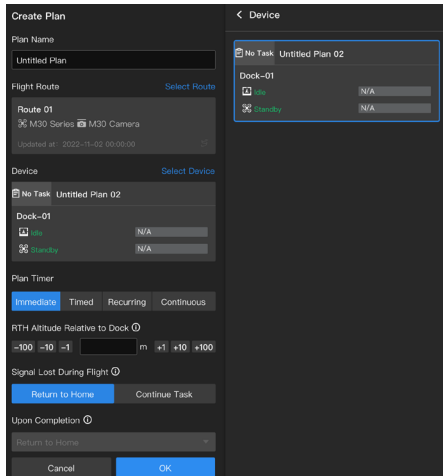 Create Plan
Plan Name
Untitled Plan
Flight Route Select Route
Route 01
M30 Series M30 Camera
Updated at: 2022-11-02 00:00:00
Device Select Device
No Task Untitled Plan 02
Dock-01
Idle N/A
Standby N/A
Plan Timer
Immediate Timed Recurring Continuous
RTH Altitude Relative to Dock
-100 -10 -1 m +1 +10 +100
Signal Lost During Flight
Return to Home Continue Task
Upon Completion
Return to Home
Cancel OK
< Device
No Task Untitled Plan 02
Dock-01
Idle N/A
Standby N/A